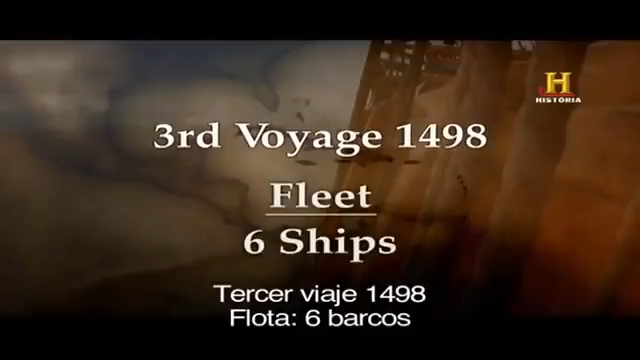 H
HISTORIA
3rd Voyage 1498
Fleet
6 Ships
Tercer viaje 1498
Flota: 6 barcos